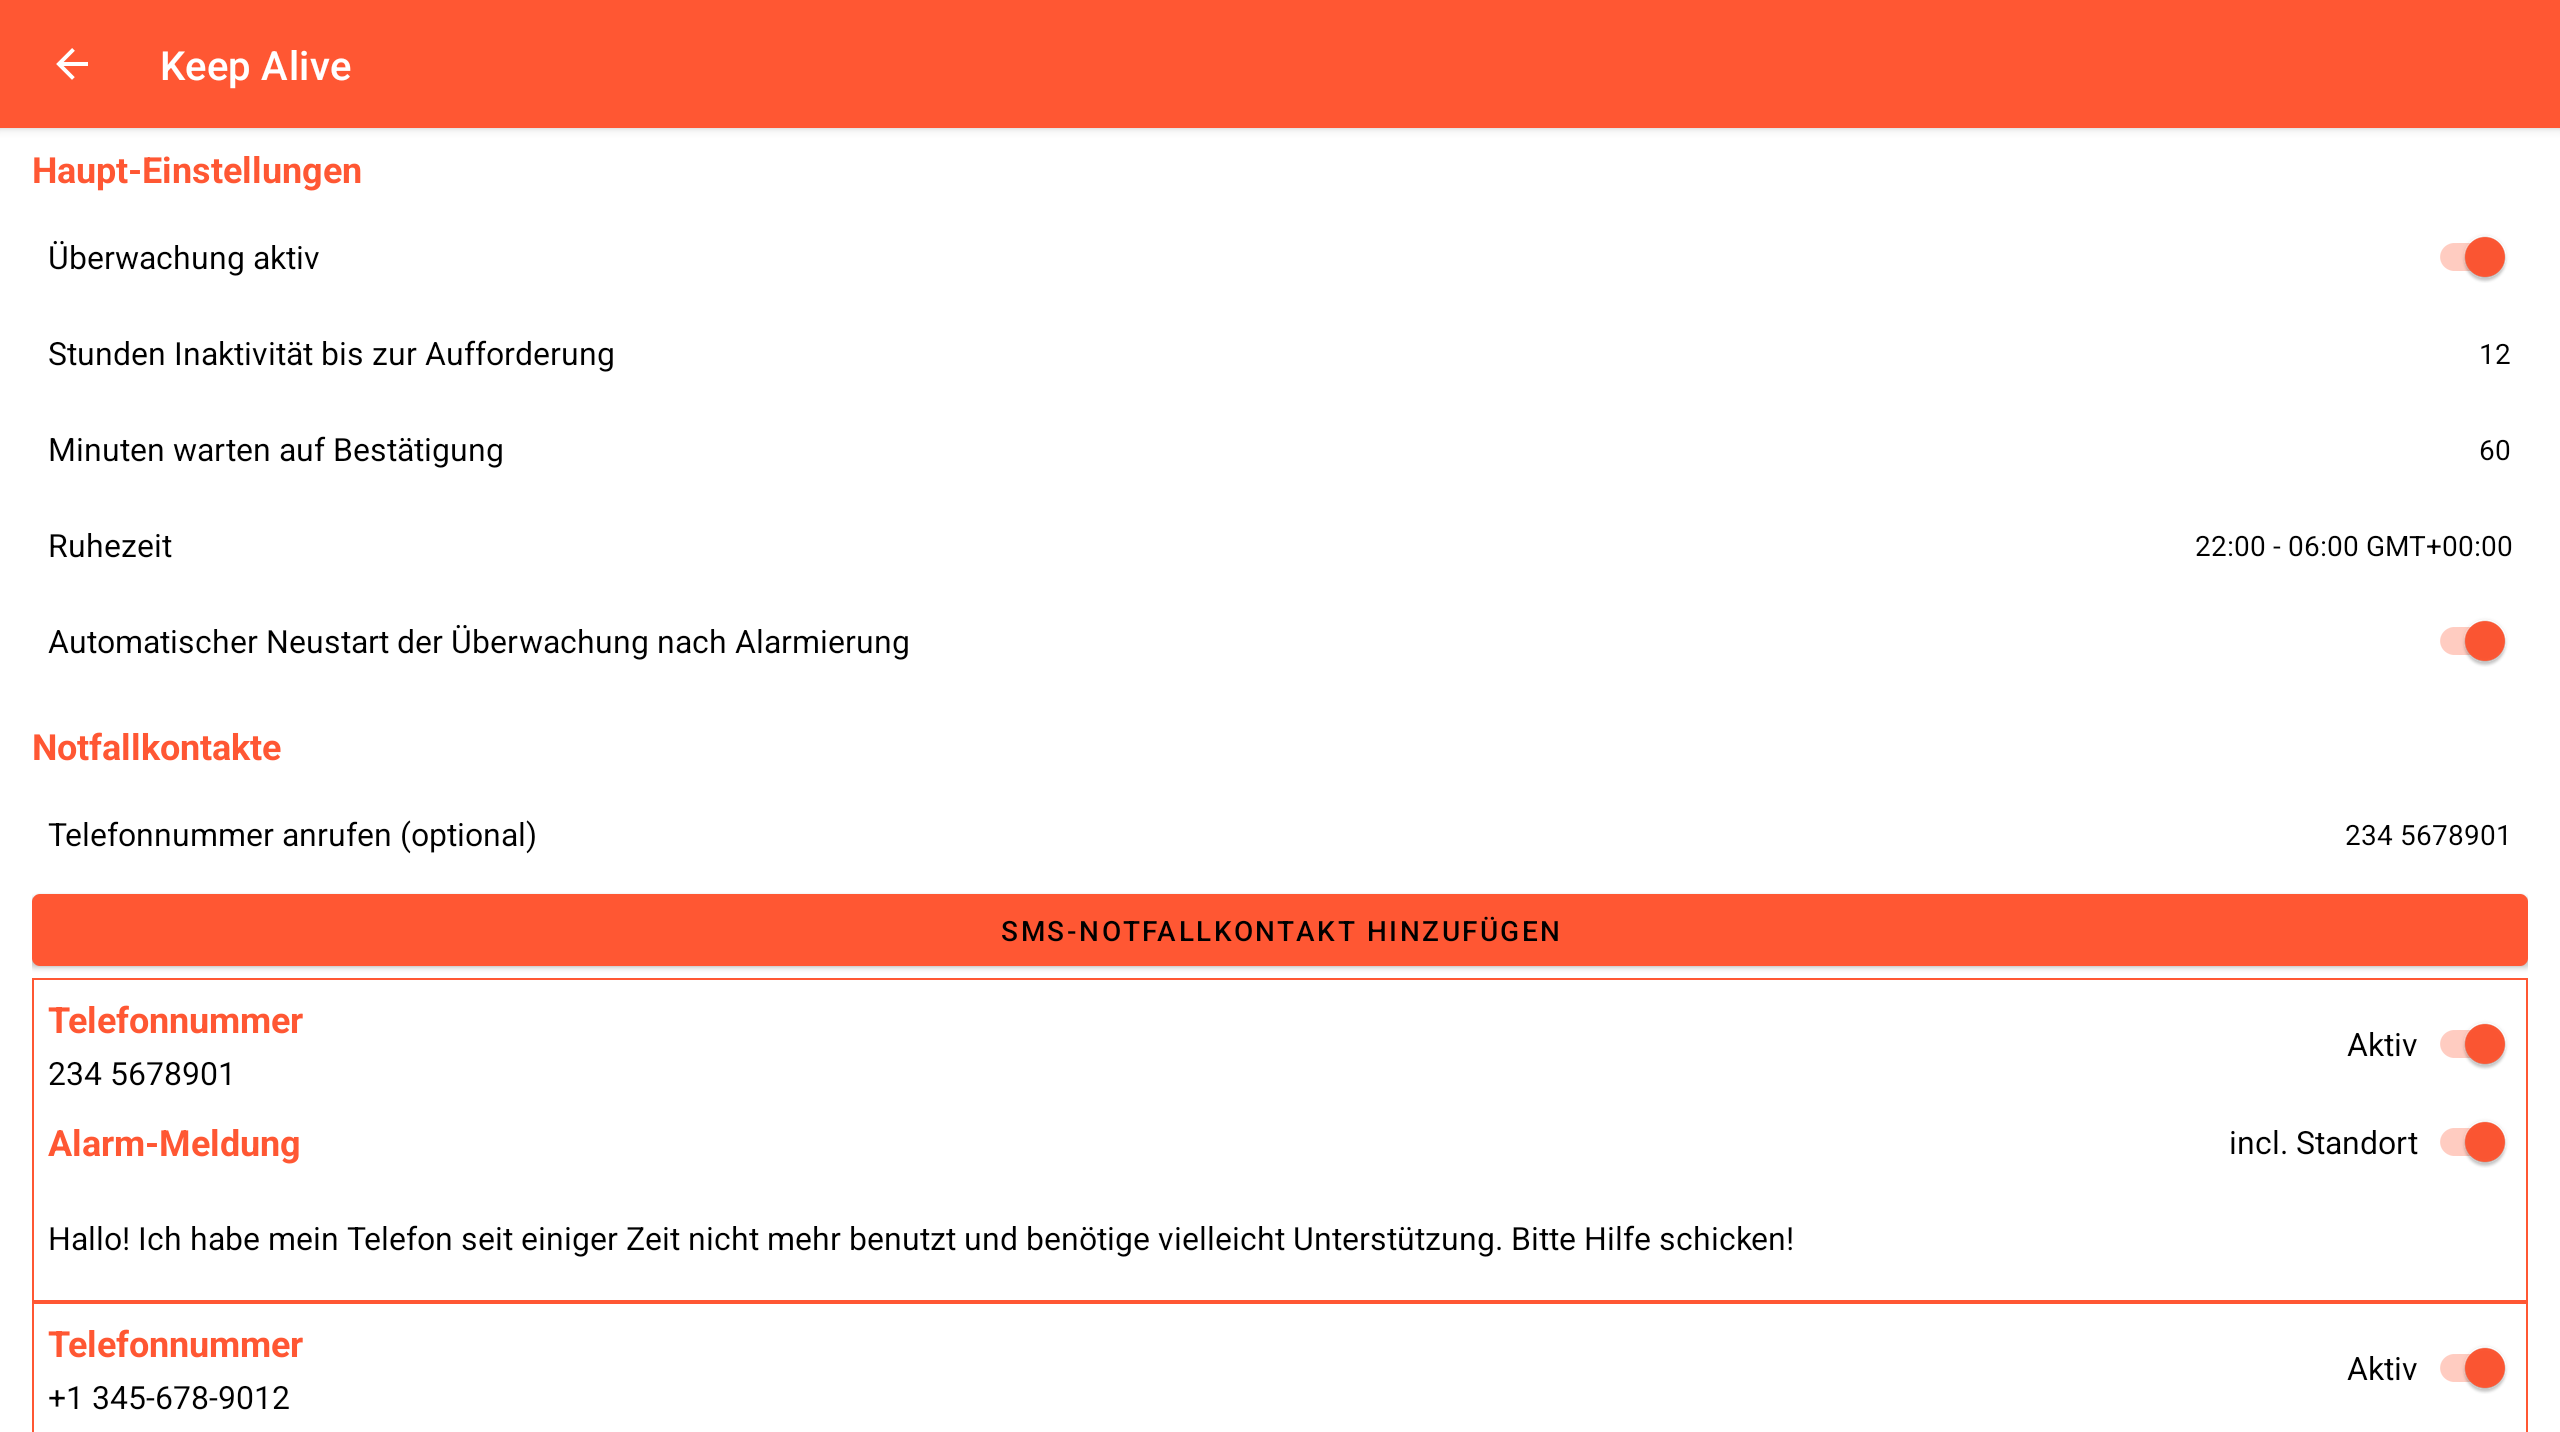 Keep Alive
Haupt-Einstellungen
Überwachung aktiv
Stunden Inaktivität bis zur Aufforderung 12
Minuten warten auf Bestätigung 60
Ruhezeit 22:00 - 06:00 GMT+00:00
Automatischer Neustart der Überwachung nach Alarmierung
Notfallkontakte
Telefonnummer anrufen (optional) 234 5678901
SMS-NOTFALLKONTAKT HINZUFÜGEN
Telefonnummer
234 5678901
Aktiv
Alarm-Meldung
incl. Standort
Hallo! Ich habe mein Telefon seit einiger Zeit nicht mehr benutzt und benötige vielleicht Unterstützung. Bitte Hilfe schicken!
Telefonnummer
+1 345-678-9012
Aktiv